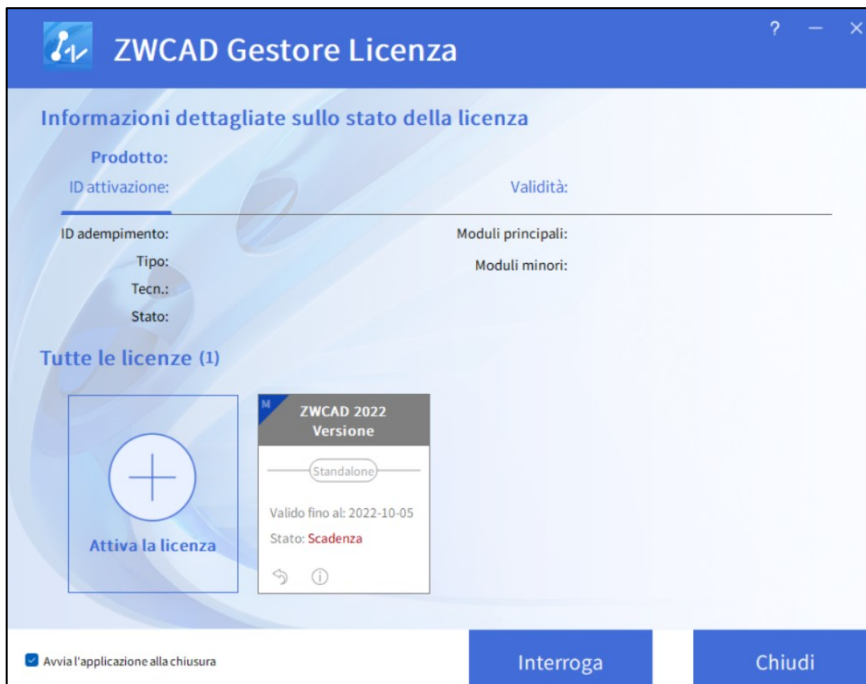 ZWCAD Gestore Licenza
?
Informazioni dettagliate sullo stato della licenza
Prodotto:
ID attivazione:
Validità:
ID adempimento:
Moduli principali:
Tipo:
Moduli minori:
Tecn.:
Stato:
Tutte le licenze (1)
Attiva la licenza
M
ZWCAD 2022
Versione
Standalone
Valido fino al: 2022-10-05
Stato: Scadenza
Avvia l'applicazione alla chiusura
Interroga
Chiudi